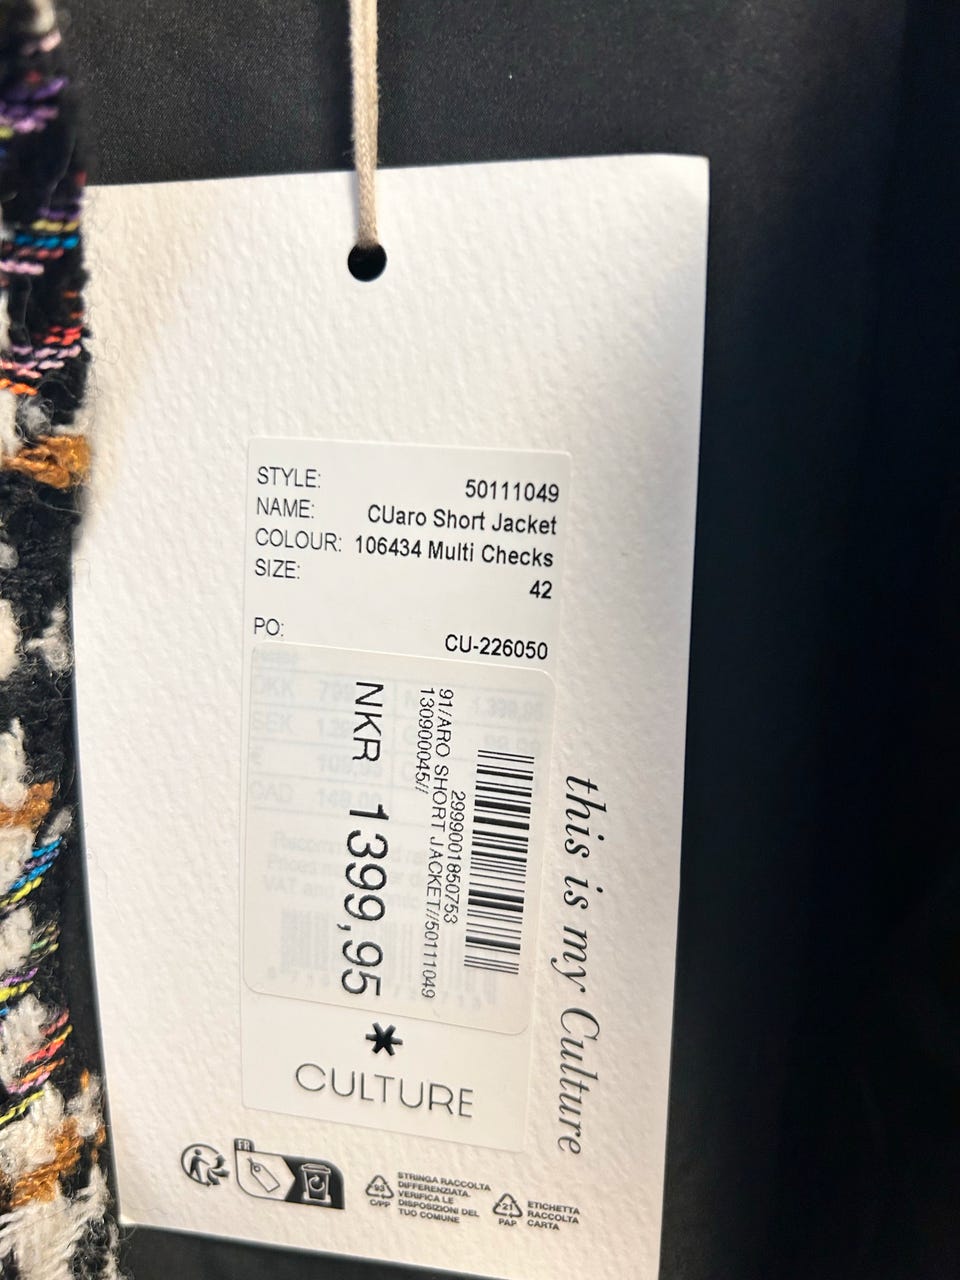 STYLE: 50111049
NAME: CUaro Short Jacket
COLOUR: 106434 Multi Checks
SIZE: 42
PO: CU-226050
2999001850753
91/ARO SHORT JACKET//50111049
130900045//
NKR 1399,95
CULTURE
this is my Culture
FR
93
C/PP
STRINGA RACCOLTA
DIFFERENZIATA.
VERIFICA LE
DISPOSIZIONI DEL
TUO COMUNE
21
PAP
ETICHETTA
RACCOLTA
CARTA